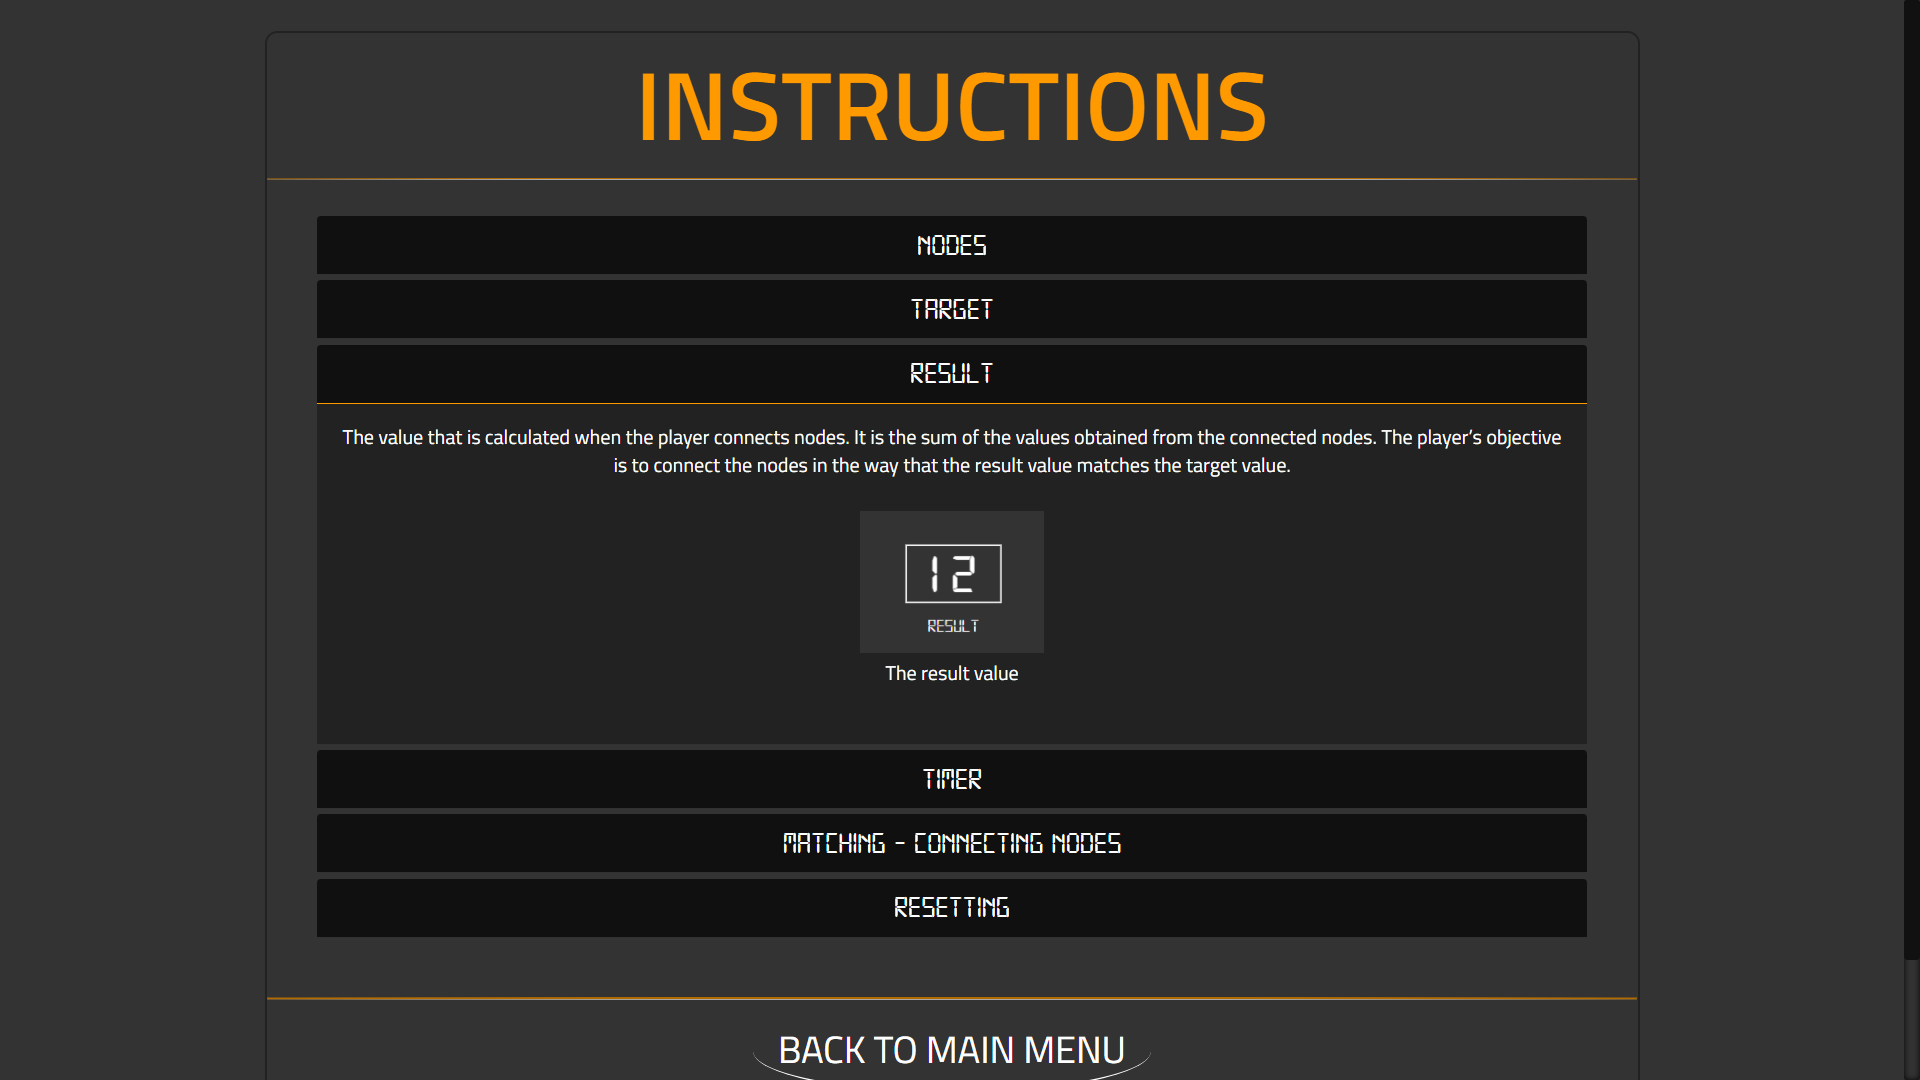 INSTRUCTIONS
NODES
TARGET
RESULT
The value that is calculated when the player connects nodes. It is the sum of the values obtained from the connected nodes. The player’s objective
is to connect the nodes in the way that the result value matches the target value.
12
RESULT
The result value
TIMER
MATCHING - CONNECTING NODES
RESETTING
BACK TO MAIN MENU